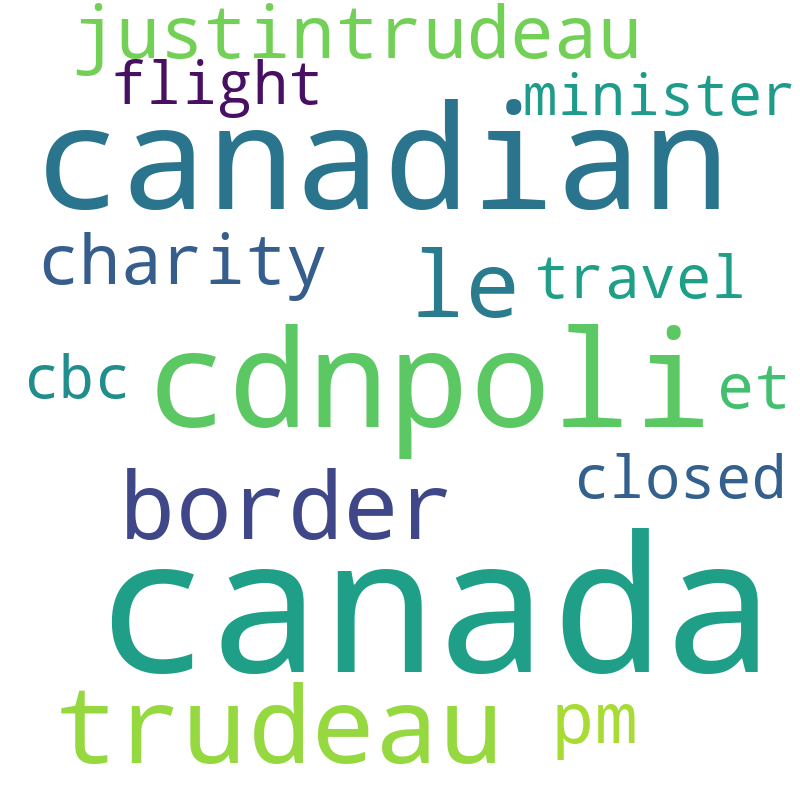 justintrudeau
flight
minister
canadian
charity
le
travel
cbc
cdnpoli
et
border
closed
canada
trudeau
pm